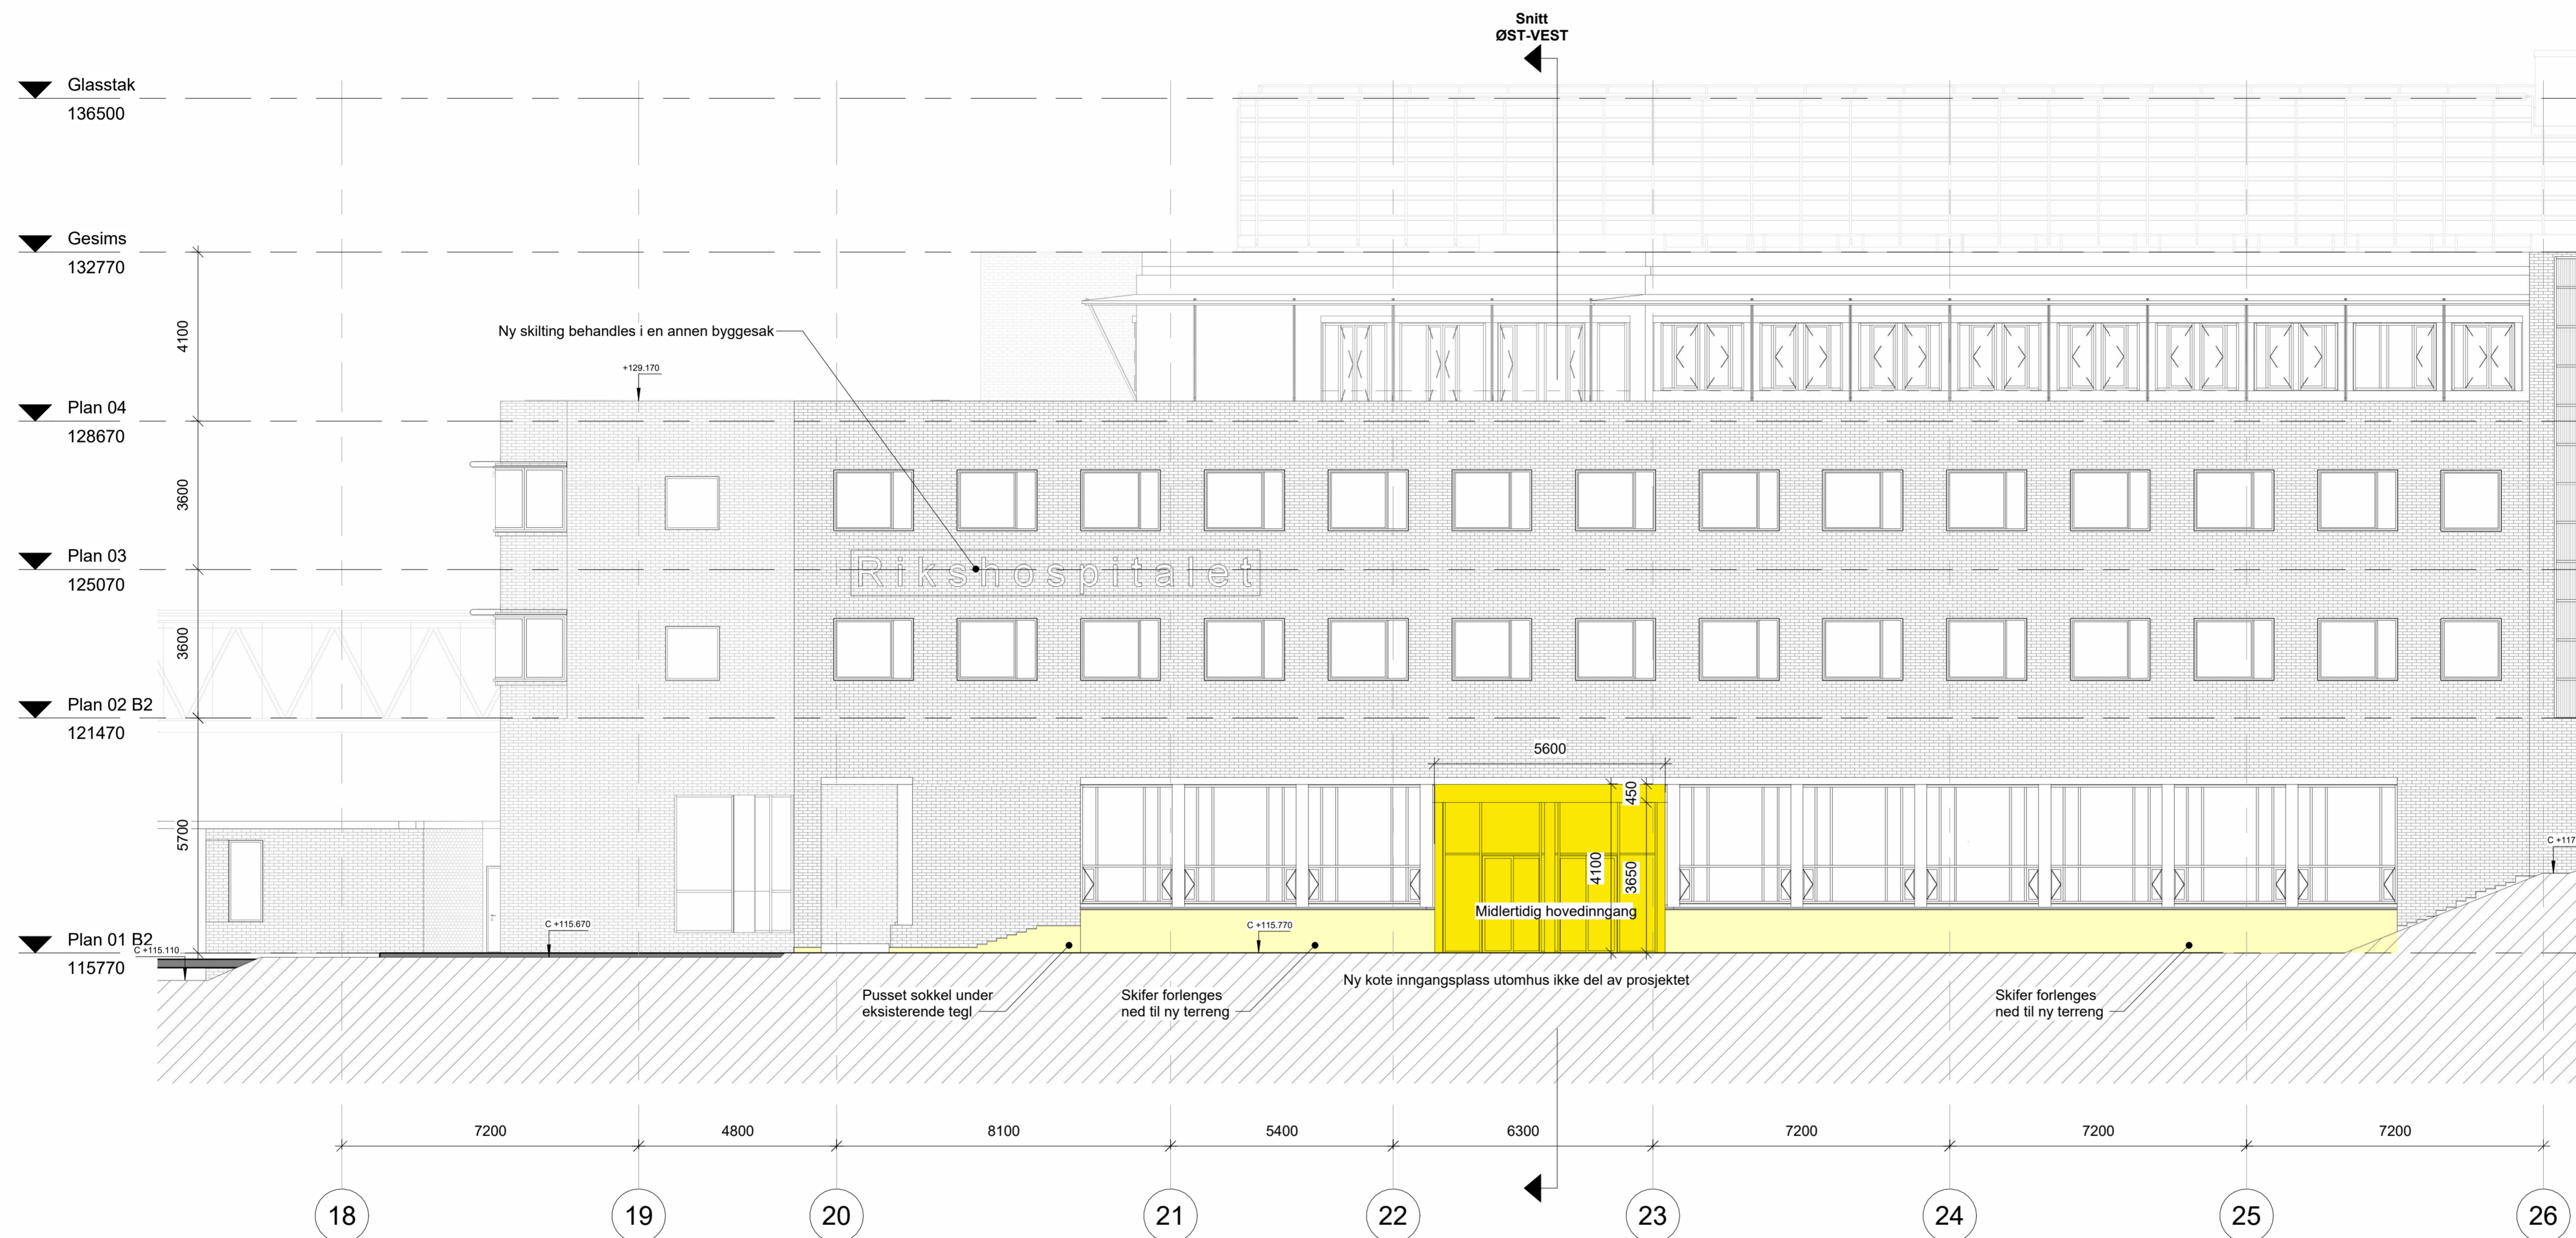 Snitt
ØST-VEST
Glasstak
136500
Gesims
132770
4100
Ny skilting behandles i en annen byggesak
+129.170
Plan 04
128670
3600
Plan 03
125070
Rikshospitalet
3600
Plan 02 B2
121470
5600
450
5700
4100
3650
C +117
Midlertidig hovedinngang
C +115.670
C +115.770
Plan 01 B2
C +115.110
115770
Ny kote inngangsplass utomhus ikke del av prosjektet
Pusset sokkel under
eksisterende tegl
Skifer forlenges
ned til ny terreng
Skifer forlenges
ned til ny terreng
7200
4800
8100
5400
6300
7200
7200
7200
18
19
20
21
22
23
24
25
26